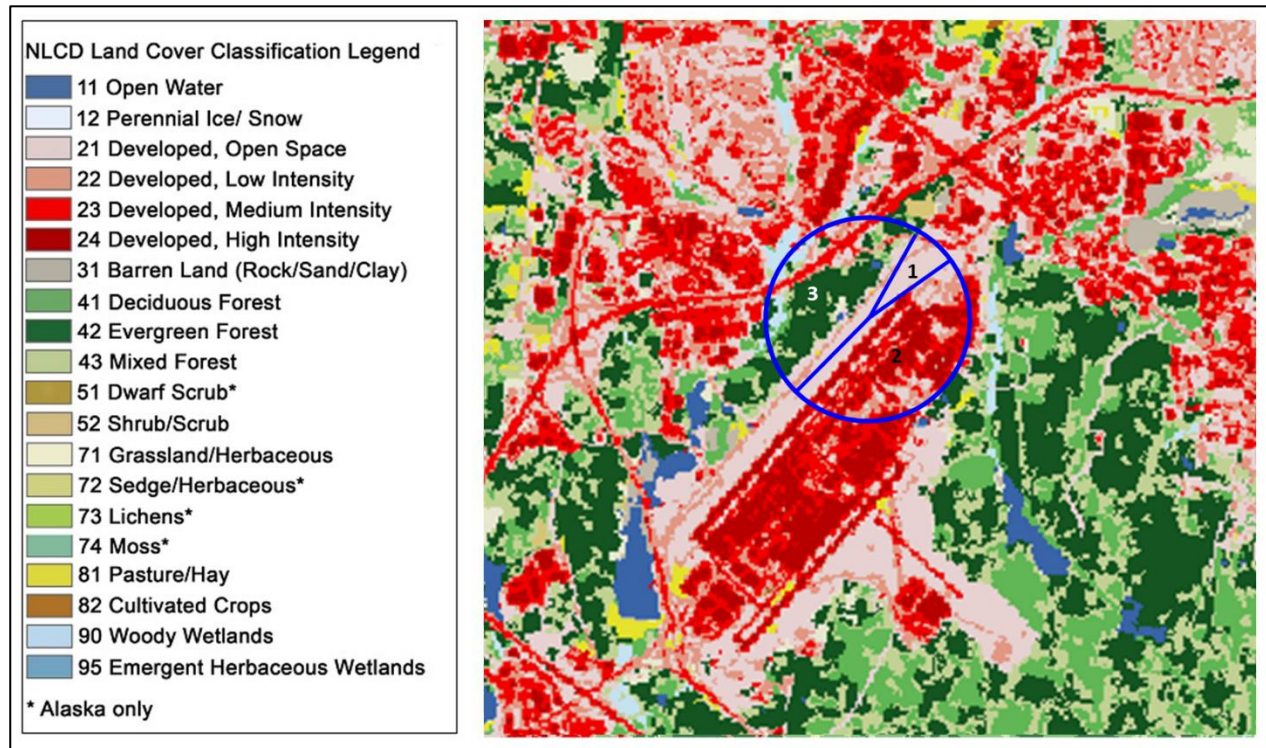 NLCD Land Cover Classification Legend
11 Open Water
12 Perennial Ice/ Snow
21 Developed, Open Space
22 Developed, Low Intensity
23 Developed, Medium Intensity
24 Developed, High Intensity
31 Barren Land (Rock/Sand/Clay)
41 Deciduous Forest
42 Evergreen Forest
43 Mixed Forest
51 Dwarf Scrub*
52 Shrub/Scrub
71 Grassland/Herbaceous
72 Sedge/Herbaceous*
73 Lichens*
74 Moss*
81 Pasture/Hay
82 Cultivated Crops
90 Woody Wetlands
95 Emergent Herbaceous Wetlands
* Alaska only
1
3
2